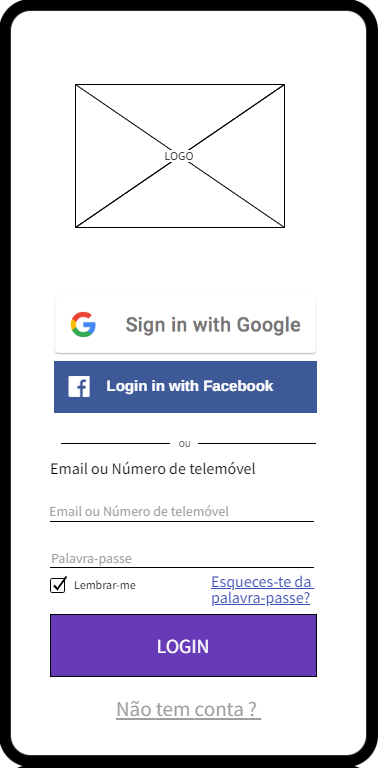 LOGO
Sign in with Google
Login in with Facebook
ou
Email ou Número de telemóvel
Email ou Número de telemóvel
Palavra-passe
Lembrar-me
Esqueces-te da
palavra-passe?
LOGIN
Não tem conta ?